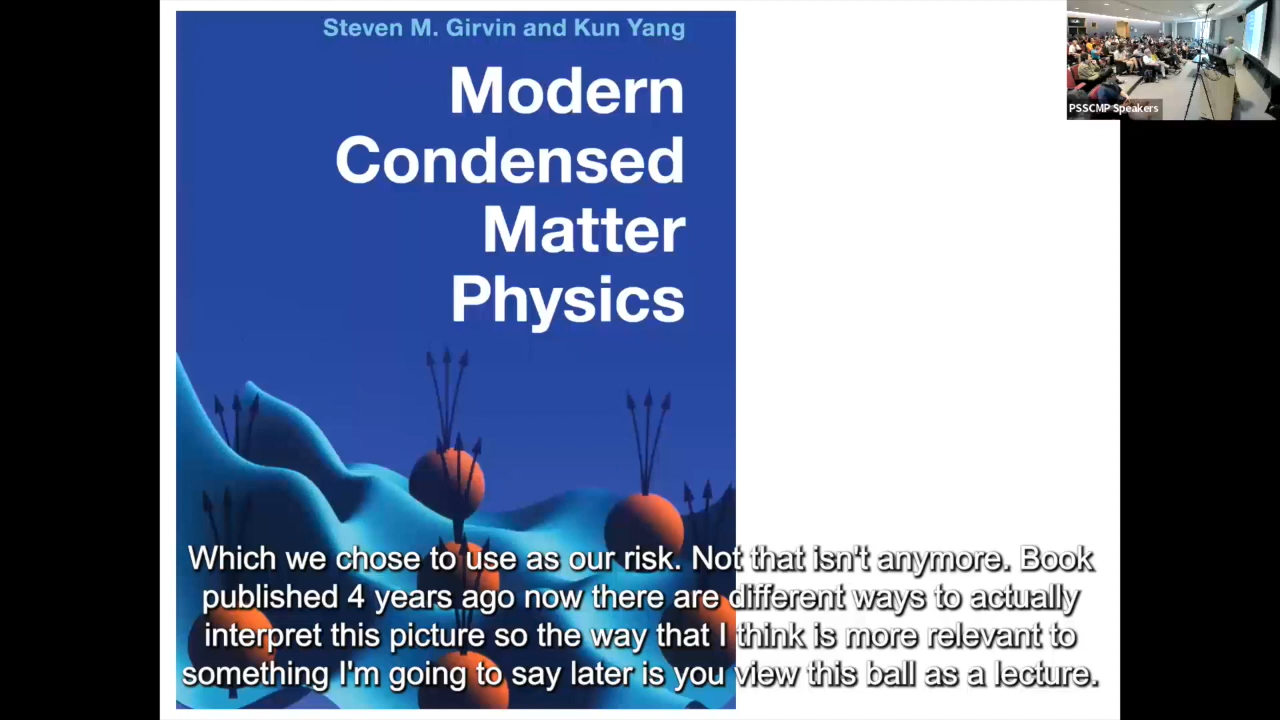 Steven M. Girvin and Kun Yang
Modern
Condensed
Matter
Physics
PSSCMP Speakers
Which we chose to use as our risk. Not that isn't anymore. Book
published 4 years ago now there are different ways to actually
interpret this picture so the way that I think is more relevant to
something I'm going to say later is you view this ball as a lecture.